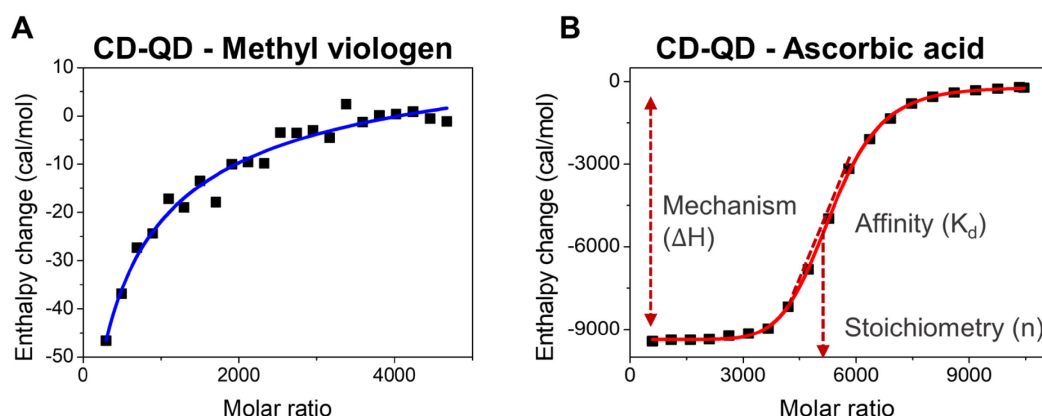 A
CD-QD - Methyl viologen
10
0
-10
-20
-30
-40
-50
Enthalpy change (cal/mol)
0
2000
4000
Molar ratio
B
CD-QD - Ascorbic acid
0
-3000
-6000
-9000
Enthalpy change (cal/mol)
Mechanism
(ΔH)
Affinity (Kd)
Stoichiometry (n)
0
3000
6000
9000
Molar ratio